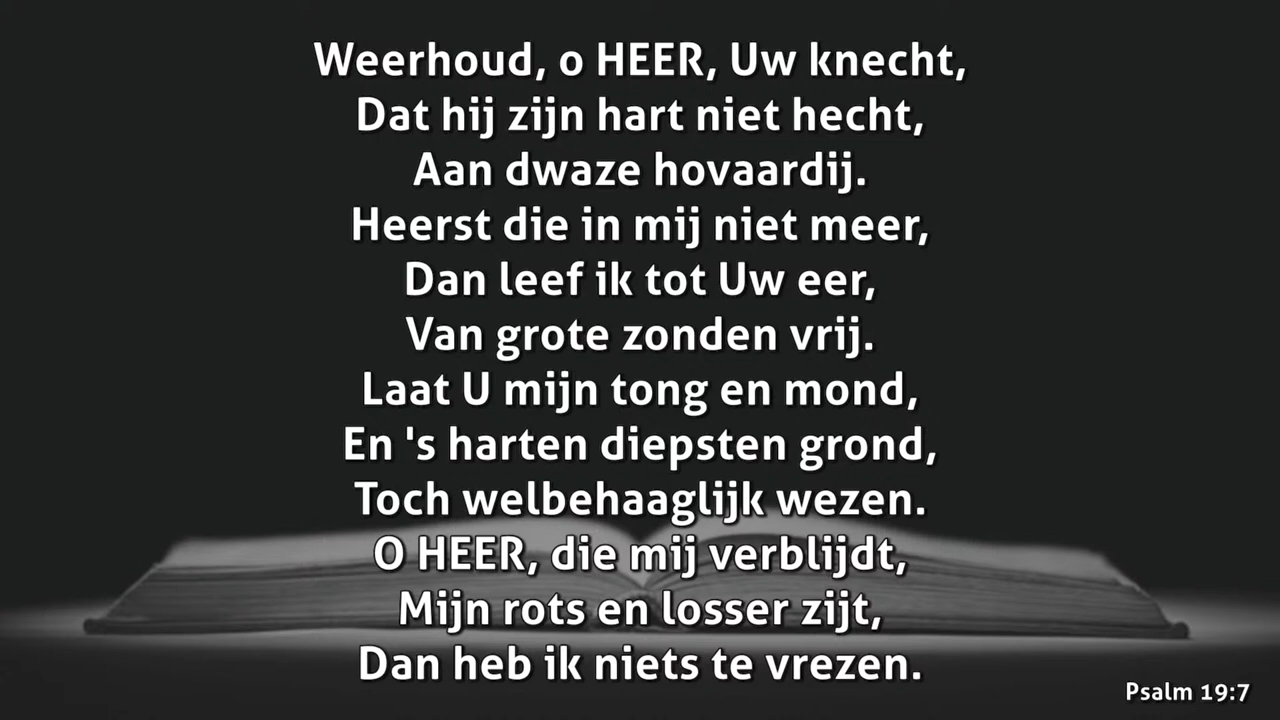 Weerhoud, o HEER, Uw knecht,
Dat hij zijn hart niet hecht,
Aan dwaze hovaardij.
Heerst die in mij niet meer,
Dan leef ik tot Uw eer,
Van grote zonden vrij.
Laat U mijn tong en mond,
En 's harten diepsten grond,
Toch welbehaaglijk wezen.
O HEER, die mij verblijdt,
Mijn rots en losser zijt,
Dan heb ik niets te vrezen.
Psalm 19:7